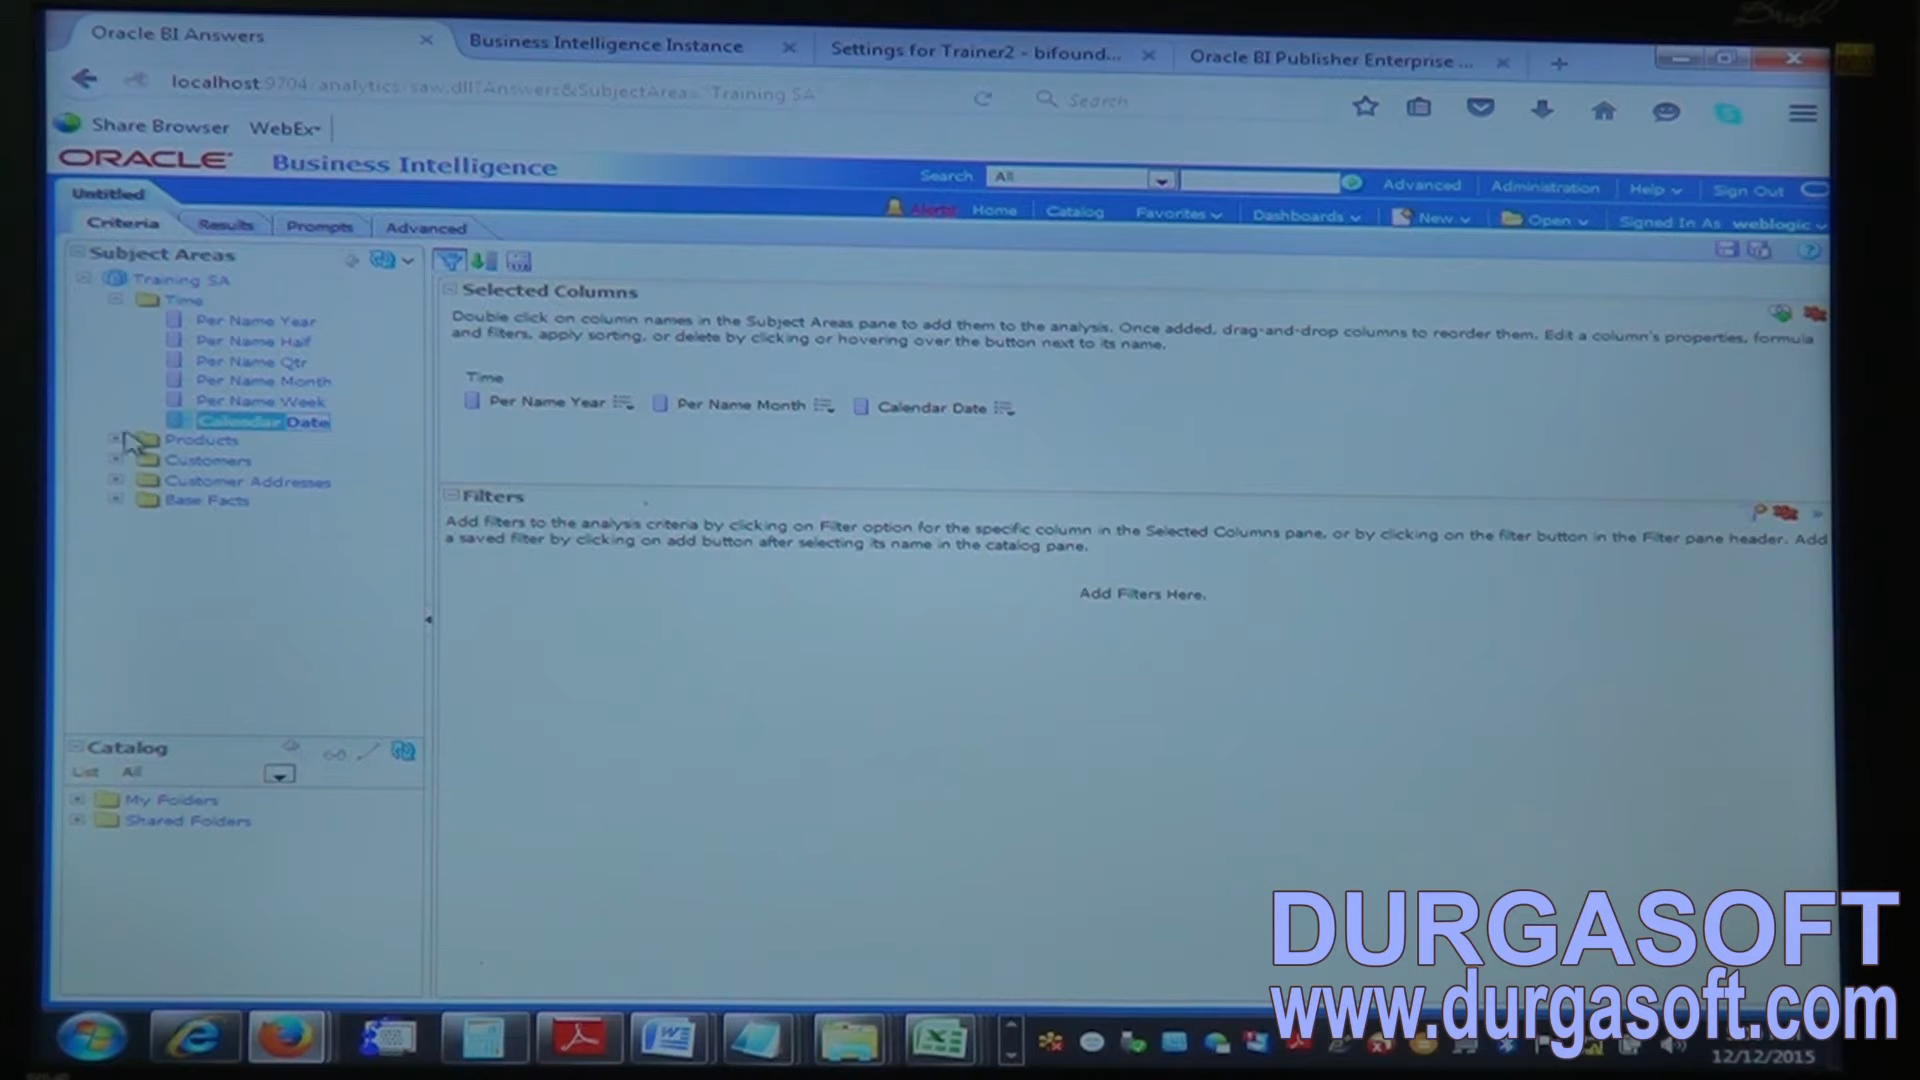 Oracle BI Answers
Business Intelligence Instance
Settings for Trainer2 - bifound...
Oracle BI Publisher Enterprise ...
localhost:9704/analytics/saw.dll?Answers&SubjectArea="Training SA"
Search
Share Browser WebEx
ORACLE Business Intelligence
Search All Advanced Administration Help Sign Out
Untitled
Alerts! Home Catalog Favorites Dashboards New Open Signed In As weblogic
Criteria Results Prompts Advanced
Subject Areas
Training SA
Time
Per Name Year
Per Name Half
Per Name Qtr
Per Name Month
Per Name Week
Calendar Date
Products
Customers
Customer Addresses
Base Facts
Selected Columns
Double click on column names in the Subject Areas pane to add them to the analysis. Once added, drag-and-drop columns to reorder them. Edit a column's properties, formula
and filters, apply sorting, or delete by clicking or hovering over the button next to its name.
Time
Per Name Year Per Name Month Calendar Date
Filters
Add filters to the analysis criteria by clicking on Filter option for the specific column in the Selected Columns pane, or by clicking on the filter button in the Filter pane header. Add
a saved filter by clicking on add button after selecting its name in the catalog pane.
Add Filters Here.
Catalog
List All
My Folders
Shared Folders
DURGASOFT
www.durgasoft.com
12/12/2015